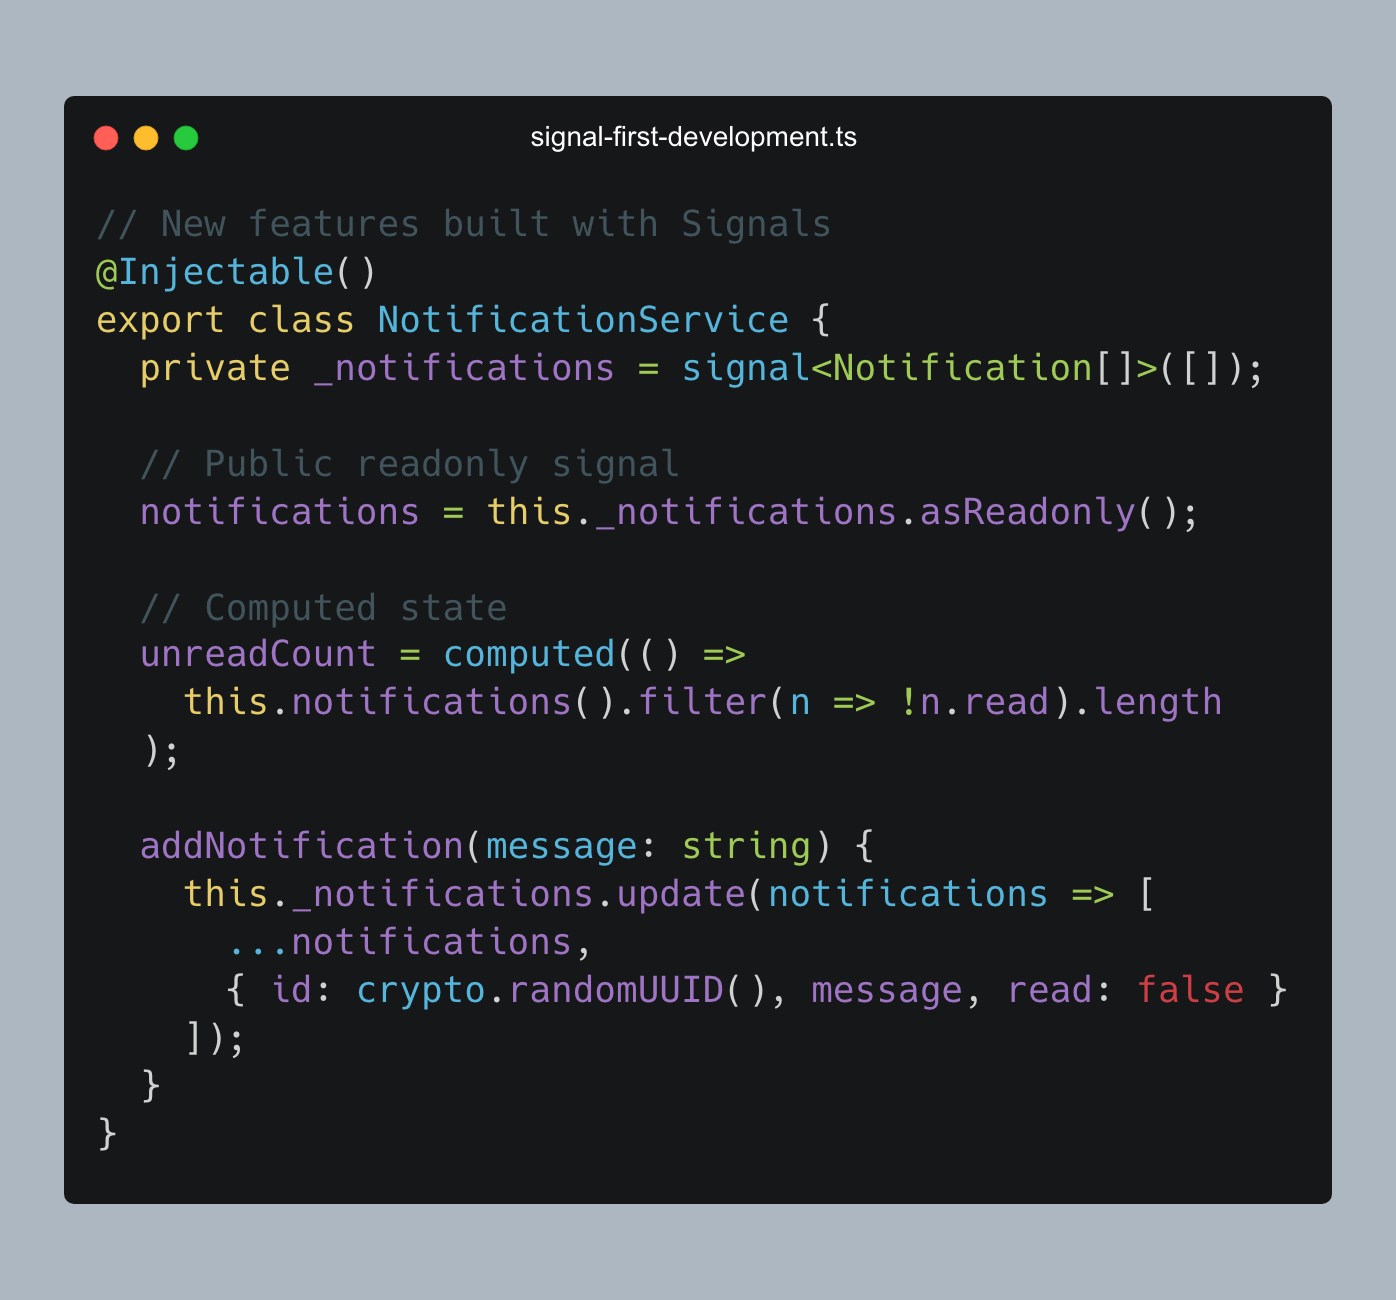 signal-first-development.ts
// New features built with Signals
@Injectable()
export class NotificationService {
  private _notifications = signal<Notification[]>([]);

  // Public readonly signal
  notifications = this._notifications.asReadonly();

  // Computed state
  unreadCount = computed(() =>
    this.notifications().filter(n => !n.read).length
  );

  addNotification(message: string) {
    this._notifications.update(notifications => [
      ...notifications,
      { id: crypto.randomUUID(), message, read: false }
    ]);
  }
}